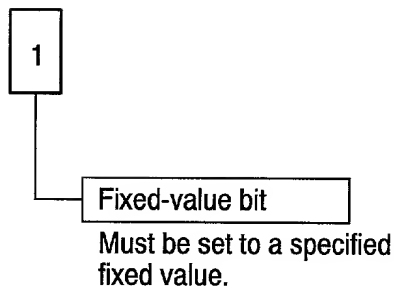 1
Fixed-value bit
Must be set to a specified
fixed value.